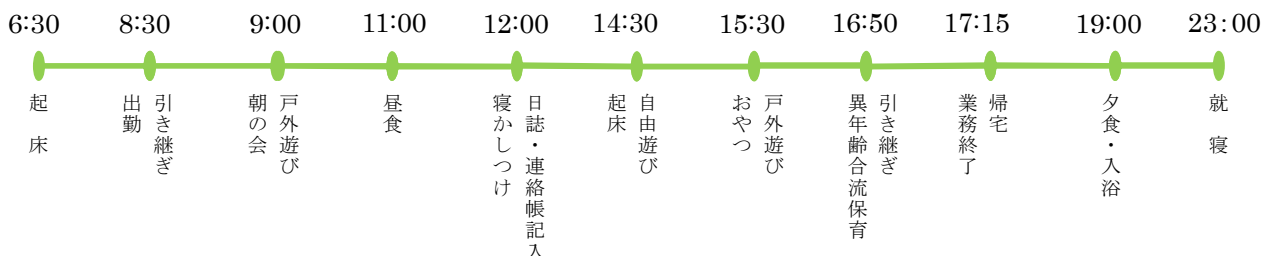 6:30
8:30
9:00
11:00
12:00
14:30
15:30
16:50
17:15
19:00
23:00
起床
出勤
引き継ぎ
朝の会
戸外遊び
昼食
寝かしつけ
日誌・連絡帳記入
起床
自由遊び
おやつ
戸外遊び
異年齢合流保育
引き継ぎ
業務終了
帰宅
夕食・入浴
就寝